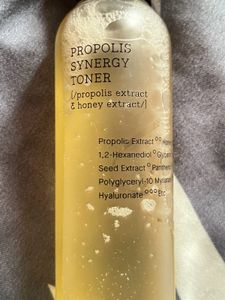 PROPOLIS
SYNERGY
TONER
[/propolis extract
& honey extract/]
Propolis Extract
1,2-Hexanediol
Seed Extract
Polyglyceryl-10
Hyaluronate